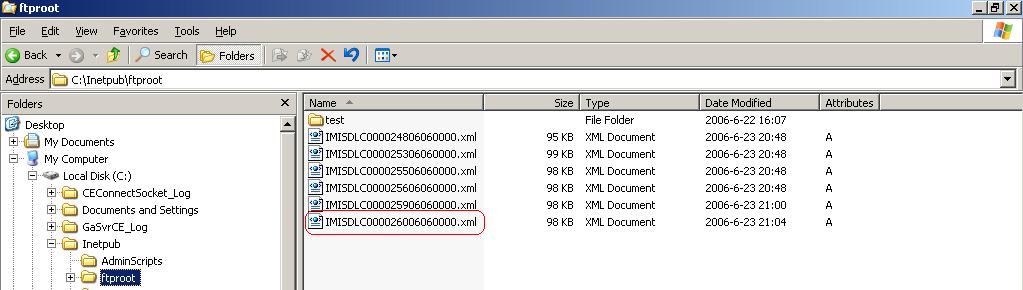 ftproot
File Edit View Favorites Tools Help
Back Search Folders
Address C:\Inetpub\ftproot
Folders Name Size Type Date Modified Attributes
Desktop test File Folder 2006-6-22 16:07
My Documents IMISDLC000024806060000.xml 95 KB XML Document 2006-6-23 20:48 A
My Computer IMISDLC000025306060000.xml 99 KB XML Document 2006-6-23 20:48 A
Local Disk (C:) IMISDLC000025506060000.xml 98 KB XML Document 2006-6-23 20:48 A
CEConnectSocket_Log IMISDLC000025606060000.xml 98 KB XML Document 2006-6-23 20:48 A
Documents and Settings IMISDLC000025906060000.xml 98 KB XML Document 2006-6-23 21:00 A
GaSvrCE_Log IMISDLC000026006060000.xml 98 KB XML Document 2006-6-23 21:04 A
Inetpub
AdminScripts
ftproot